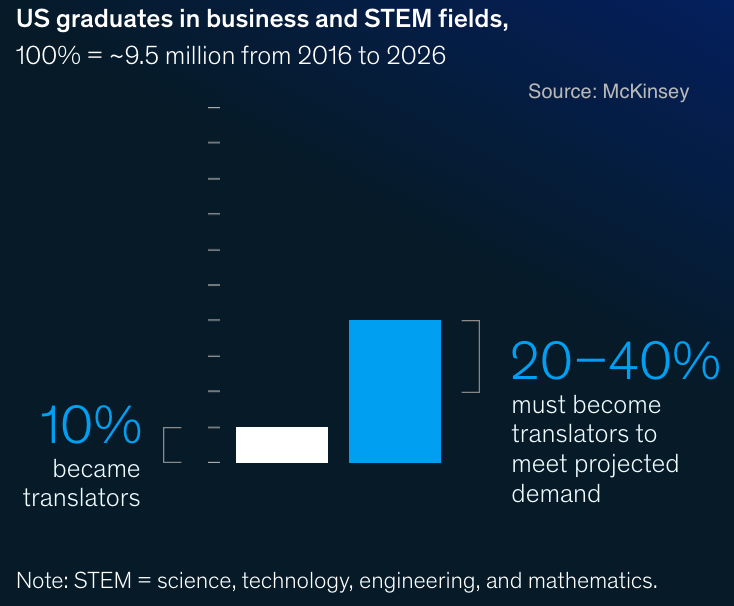 US graduates in business and STEM fields,
100% = ~9.5 million from 2016 to 2026
Source: McKinsey
10%
became
translators
20–40%
must become
translators to
meet projected
demand
Note: STEM = science, technology, engineering, and mathematics.